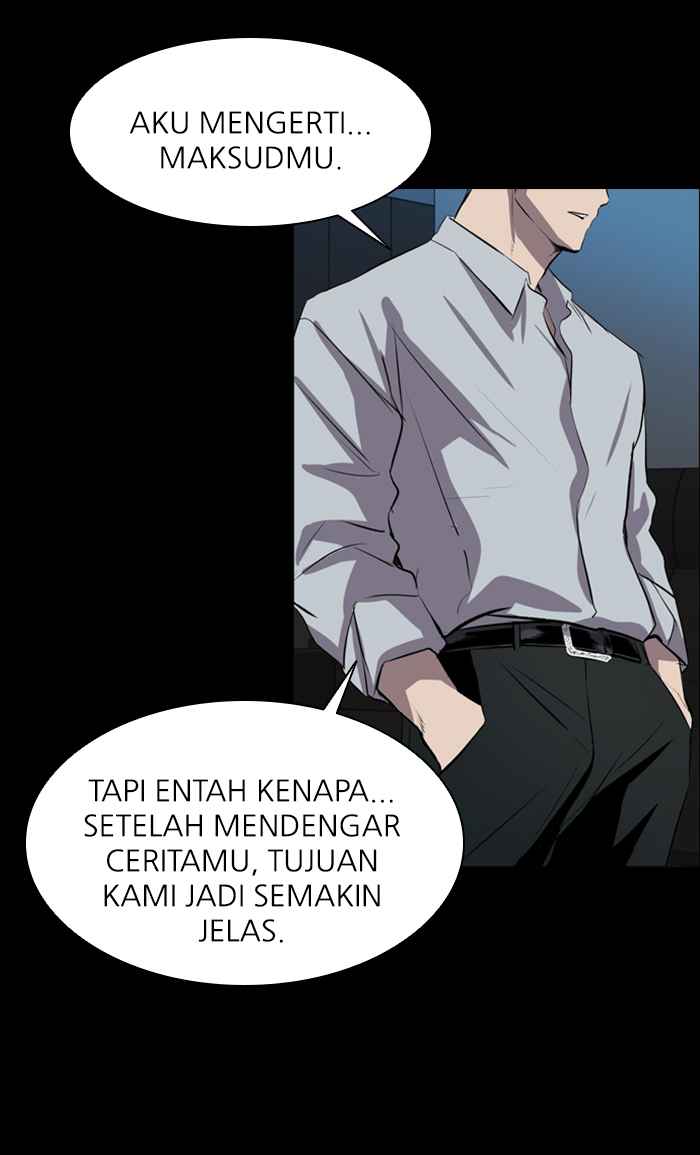 AKU MENGERTI...
MAKSUDMU.
TAPI ENTAH KENAPA...
SETELAH MENDENGAR
CERITAMU, TUJUAN
KAMI JADI SEMAKIN
JELAS.